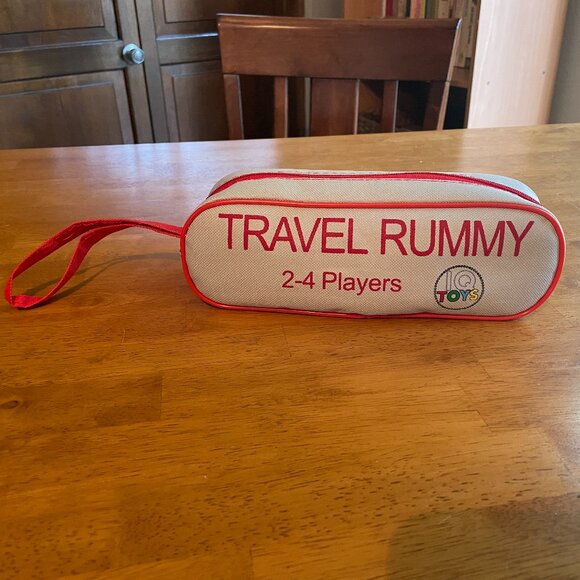 TRAVEL RUMMY
2-4 Players
IQ
TOYS